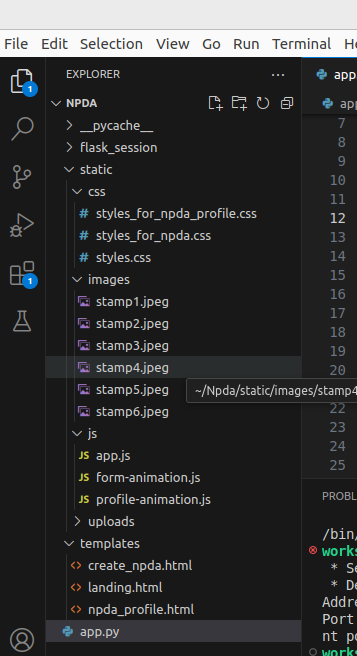 File Edit Selection View Go Run Terminal He
EXPLORER
NPDA
__pycache__
flask_session
static
css
# styles_for_npda_profile.css
# styles_for_npda.css
# styles.css
images
stamp1.jpeg
stamp2.jpeg
stamp3.jpeg
stamp4.jpeg
stamp5.jpeg
stamp6.jpeg
~/Npda/static/images/stamp4
js
JS app.js
JS form-animation.js
JS profile-animation.js
uploads
templates
<> create_npda.html
<> landing.html
<> npda_profile.html
app.py
1
1
app.
app
7
8
9
10
11
12
13
14
15
16
17
18
19
20
22
23
24
25
PROBL
/bin/
works
* Se
* De
Addre
Port
nt po
works